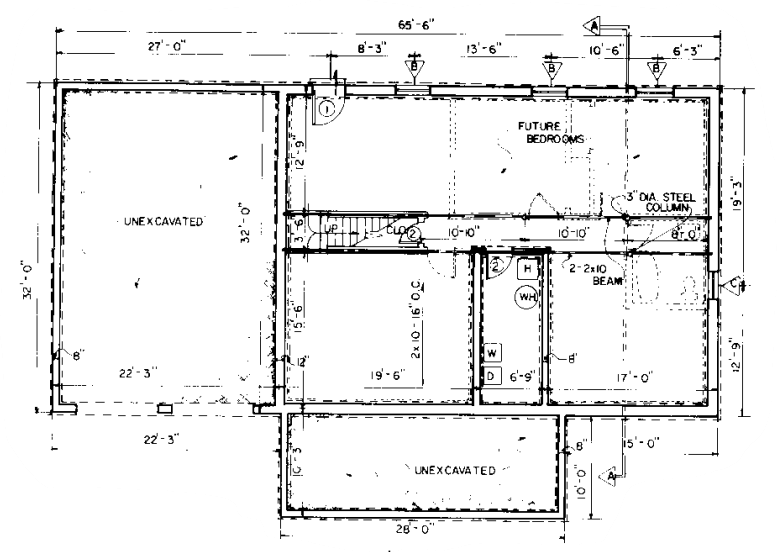 65'-6"
A
27'-0"
8'-3"
13'-6"
10'-6"
6'-3"
B
B
B
1
FUTURE
BEDROOMS
12'-9"
3" DIA. STEEL
COLUMN
19'-3"
UNEXCAVATED
32'-0"
3'-6"
UP
CLO.
2
10'-10"
10'-10"
8'-0"
32'-0"
2
H
2-2x10
BEAM
C
WH
15'-6"
2x10-16" O.C.
W
D
8"
12"
8"
12'-9"
22'-3"
19'-6"
6'-9"
17'-0"
22'-3"
8"
15'-0"
10'-3
UNEXCAVATED
10'-0"
A
28'-0"